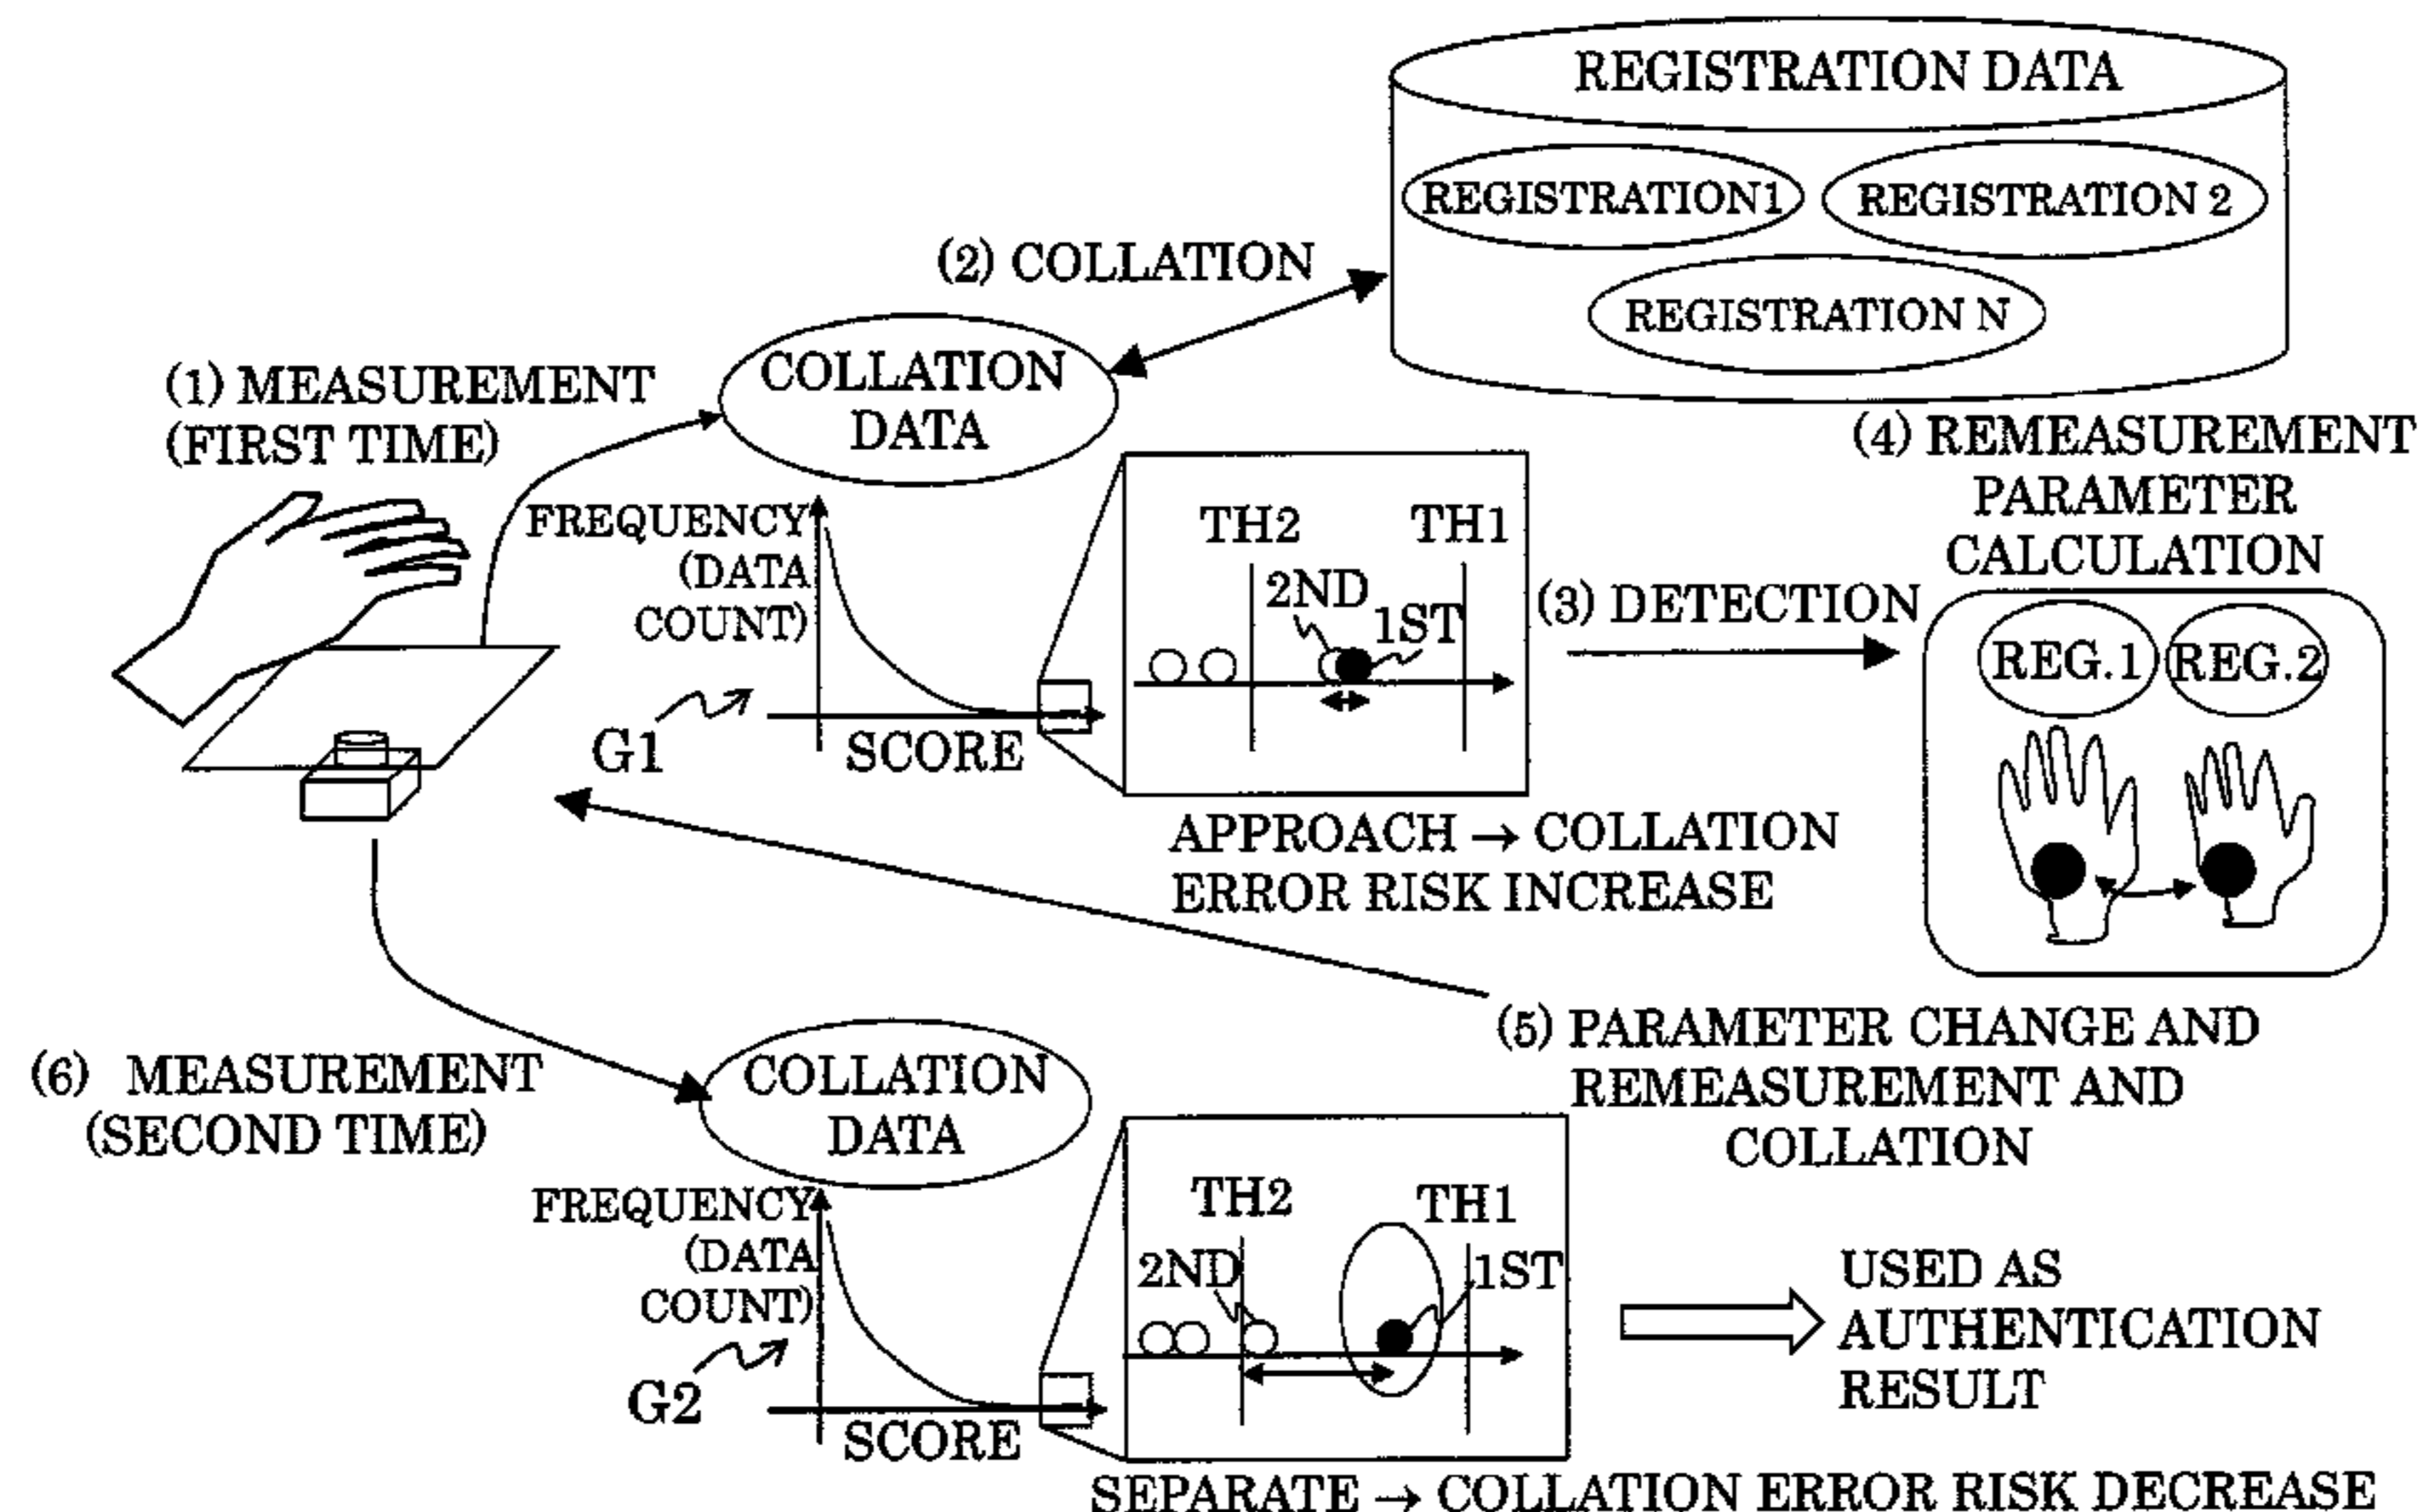 REGISTRATION DATA
REGISTRATION1
REGISTRATION 2
REGISTRATION N
(2) COLLATION
(1) MEASUREMENT
(FIRST TIME)
COLLATION
DATA
FREQUENCY
(DATA
COUNT)
SCORE
G1
TH2
TH1
2ND
1ST
(3) DETECTION
(4) REMEASUREMENT
PARAMETER
CALCULATION
REG.1
REG.2
APPROACH → COLLATION
ERROR RISK INCREASE
(5) PARAMETER CHANGE AND
REMEASUREMENT AND
COLLATION
(6) MEASUREMENT
(SECOND TIME)
COLLATION
DATA
FREQUENCY
(DATA
COUNT)
SCORE
G2
TH2
TH1
2ND
1ST
USED AS
AUTHENTICATION
RESULT
SEPARATE → COLLATION ERROR RISK DECREASE